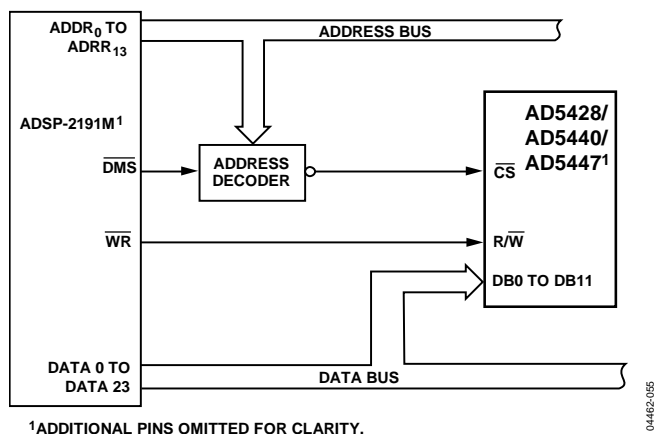 ADDR0 TO
ADRR13
ADDRESS BUS
ADSP-2191M1
DMS
ADDRESS
DECODER
AD5428/
AD5440/
AD54471
CS
WR
R/W
DB0 TO DB11
DATA 0 TO
DATA 23
DATA BUS
04462-055
1ADDITIONAL PINS OMITTED FOR CLARITY.